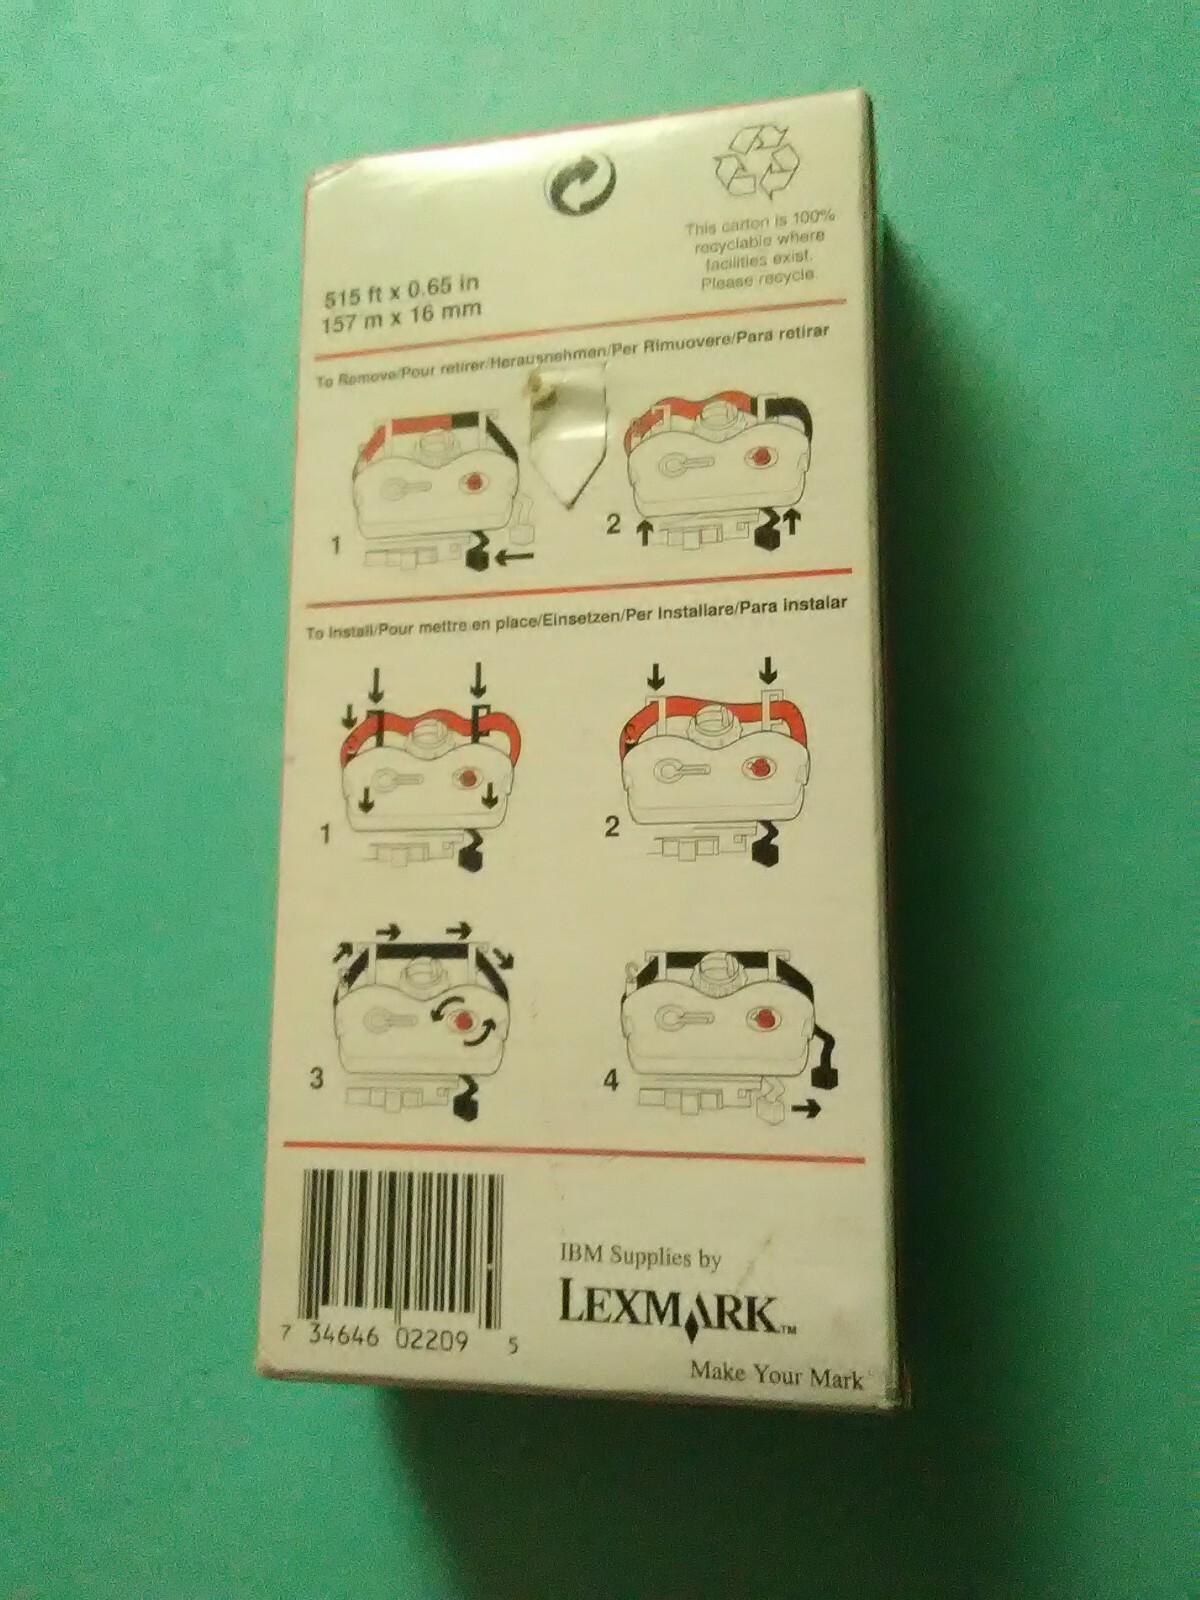 This carton is 100%
recyclable where
facilities exist.
Please recycle.
515 ft x 0.65 in
157 m x 16 mm
To Remove/Pour retirer/Herausnehmen/Per Rimuovere/Para retirar
1
2
To Install/Pour mettre en place/Einsetzen/Per Installare/Para instalar
1
2
3
4
IBM Supplies by
LEXMARK™
Make Your Mark
7 34646 02209 5